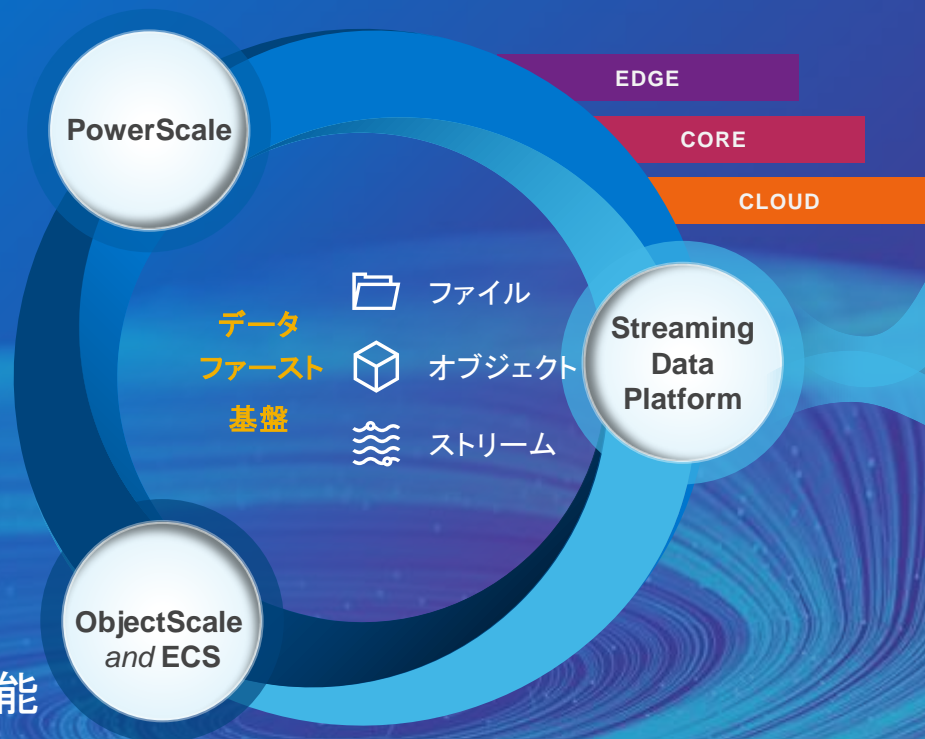 EDGE
CORE
CLOUD
PowerScale
データ
ファースト
基盤
ファイル
オブジェクト
ストリーム
Streaming
Data
Platform
ObjectScale
and ECS
能